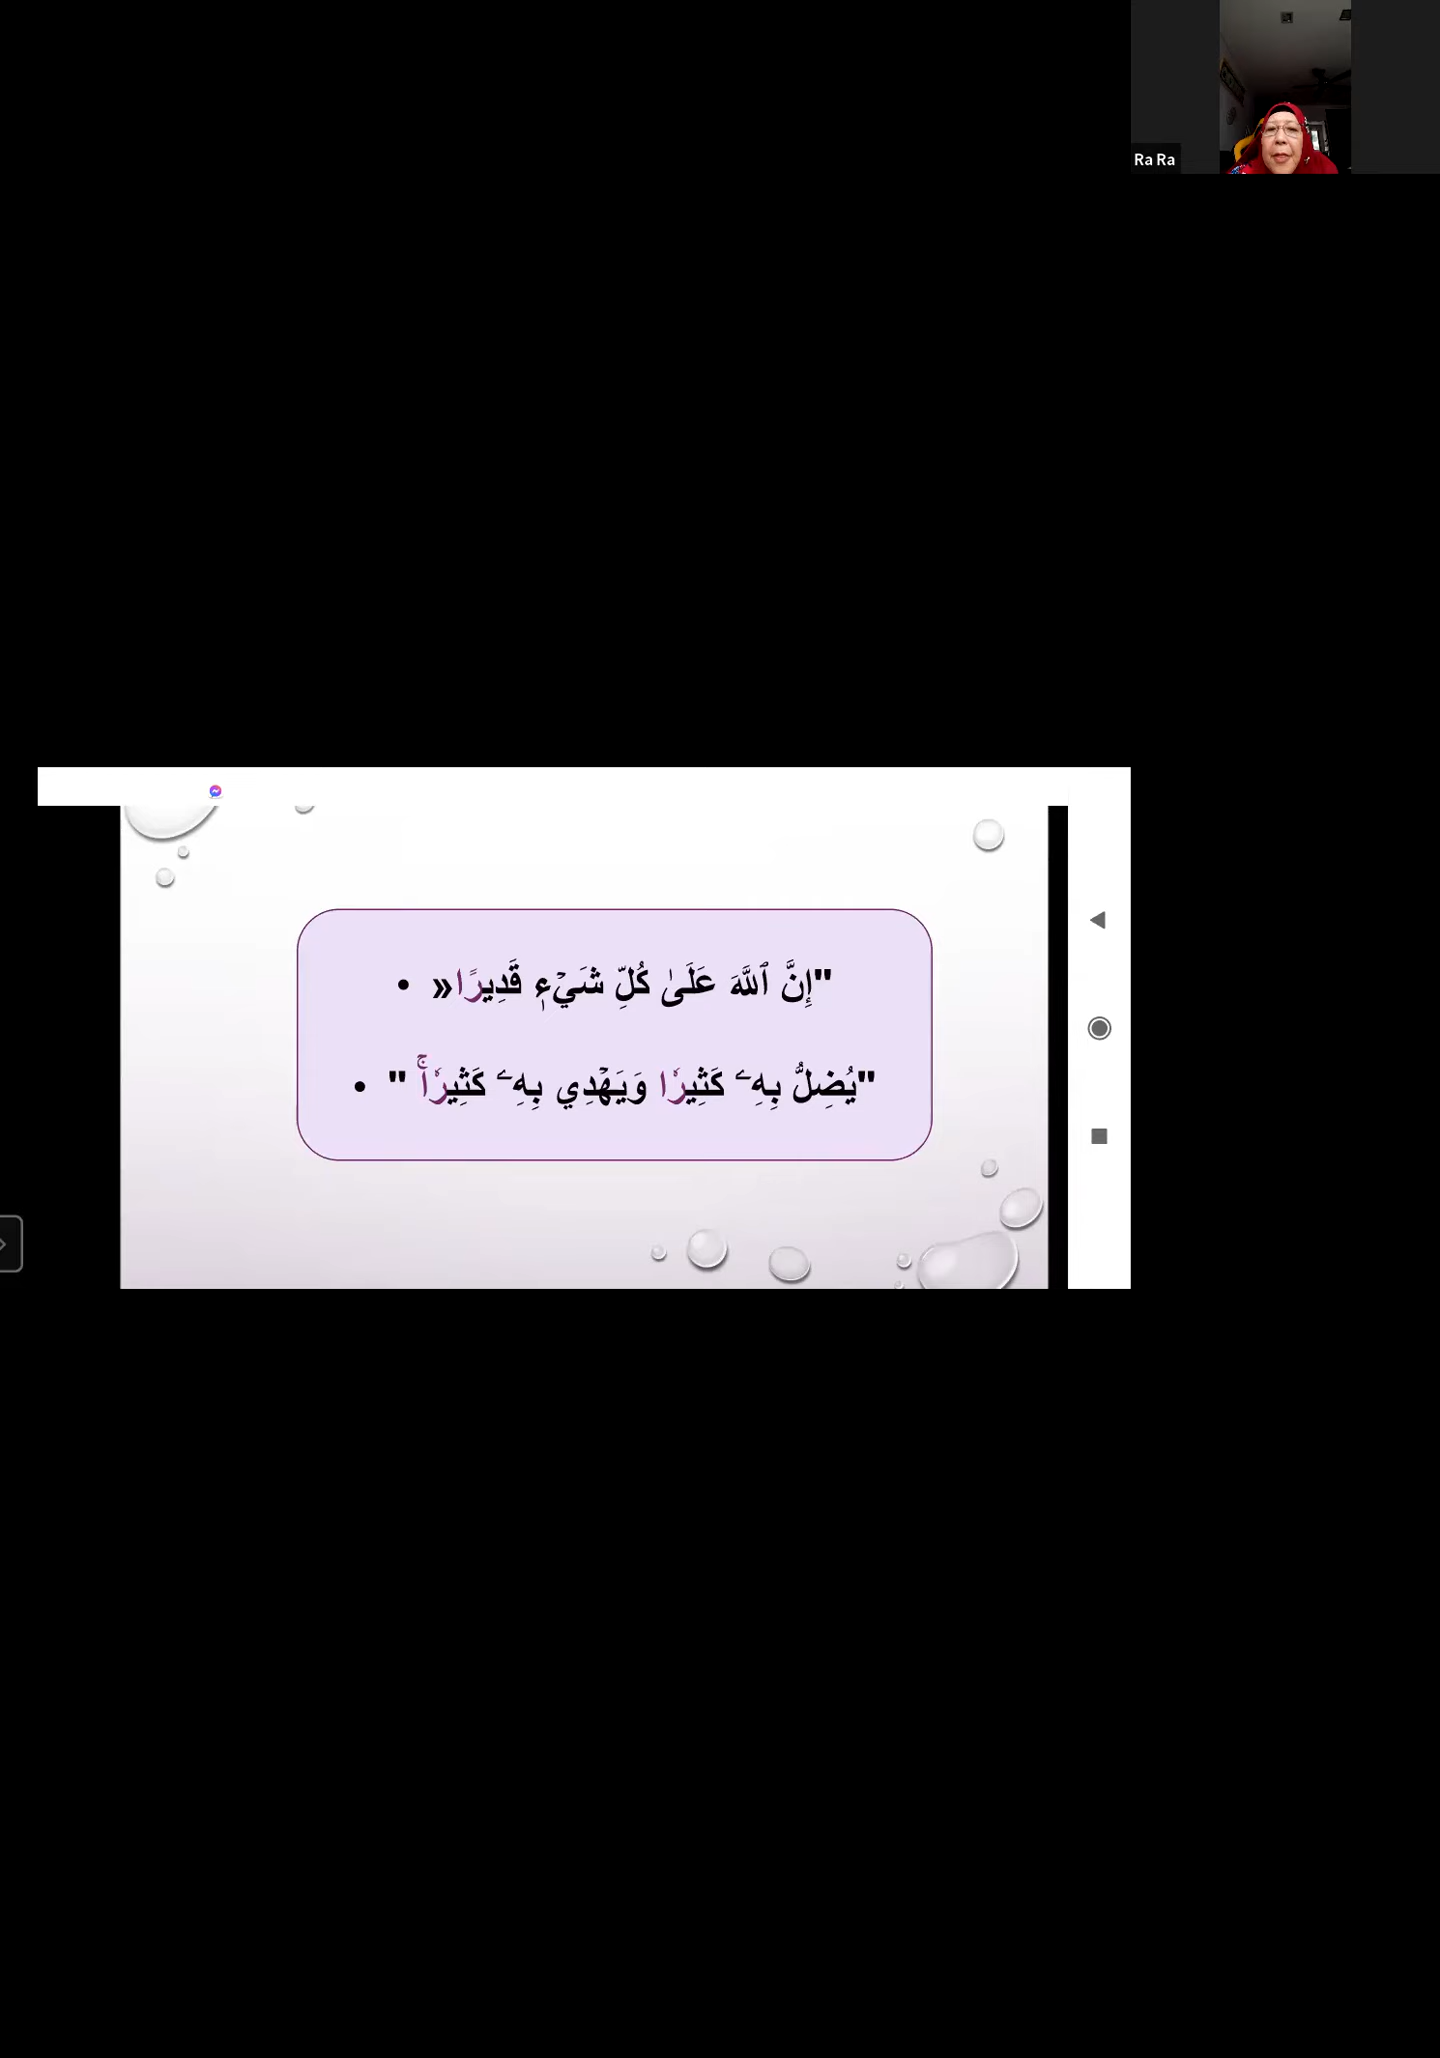 Ra Ra
"إِنَّ ٱللَّهَ عَلَىٰ كُلِّ شَيۡءٖ قَدِيرًا»
"يُضِلُّ بِهِۦ كَثِيرٗا وَيَهۡدِي بِهِۦ كَثِيرٗاۚ "